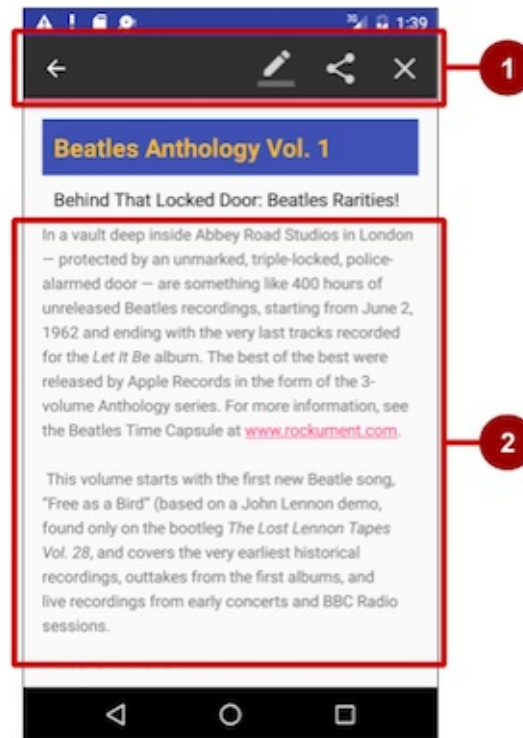 3G 1:39
1
Beatles Anthology Vol. 1
Behind That Locked Door: Beatles Rarities!
In a vault deep inside Abbey Road Studios in London
— protected by an unmarked, triple-locked, police-
alarmed door — are something like 400 hours of
unreleased Beatles recordings, starting from June 2,
1962 and ending with the very last tracks recorded
for the Let It Be album. The best of the best were
released by Apple Records in the form of the 3-
volume Anthology series. For more information, see
the Beatles Time Capsule at www.rockument.com.
2
This volume starts with the first new Beatle song,
“Free as a Bird” (based on a John Lennon demo,
found only on the bootleg The Lost Lennon Tapes
Vol. 28, and covers the very earliest historical
recordings, outtakes from the first albums, and
live recordings from early concerts and BBC Radio
sessions.